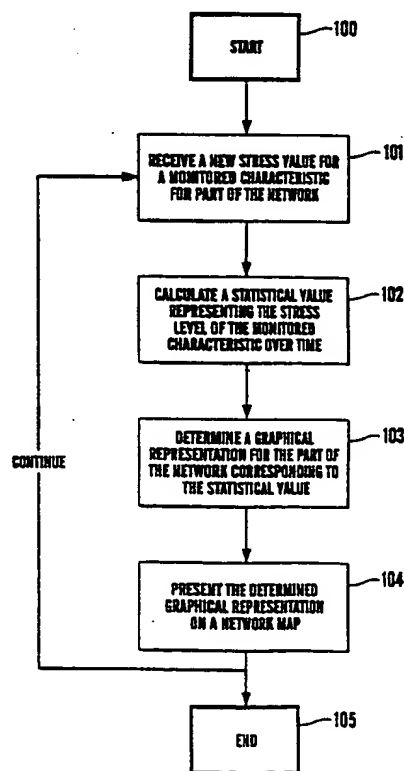 START
100
RECEIVE A NEW STRESS VALUE FOR
A MONITORED CHARACTERISTIC
FOR PART OF THE NETWORK
101
CALCULATE A STATISTICAL VALUE
REPRESENTING THE STRESS
LEVEL OF THE MONITORED
CHARACTERISTIC OVER TIME
102
DETERMINE A GRAPHICAL
REPRESENTATION FOR THE PART OF
THE NETWORK CORRESPONDING TO
THE STATISTICAL VALUE
103
CONTINUE
PRESENT THE DETERMINED
GRAPHICAL REPRESENTATION
ON A NETWORK MAP
104
END
105